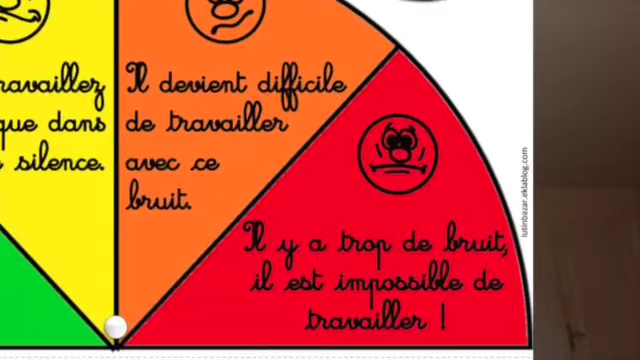 ravaillez
que dans
silence.
Il devient difficile
de travailler
avec ce
bruit.
Il y a trop de bruit,
il est impossible de
travailler !
lutinbazar.eklablog.com